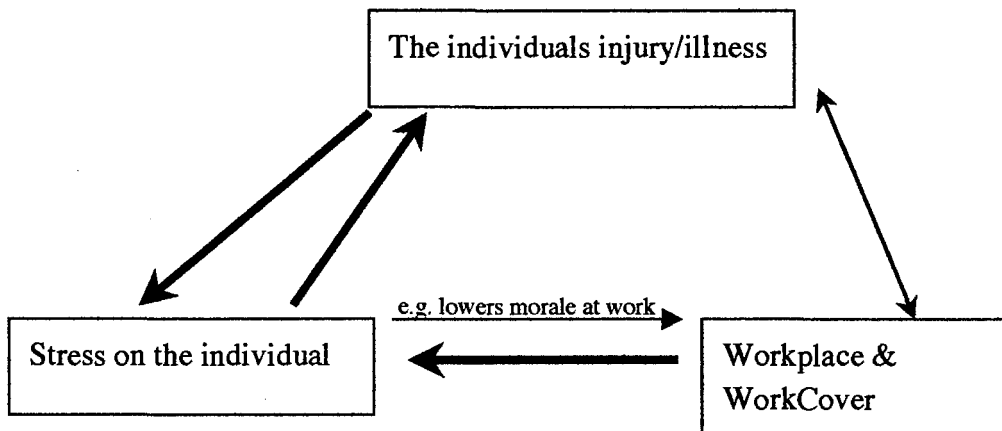 The individuals injury/illness
e.g. lowers morale at work
Stress on the individual
Workplace &
WorkCover